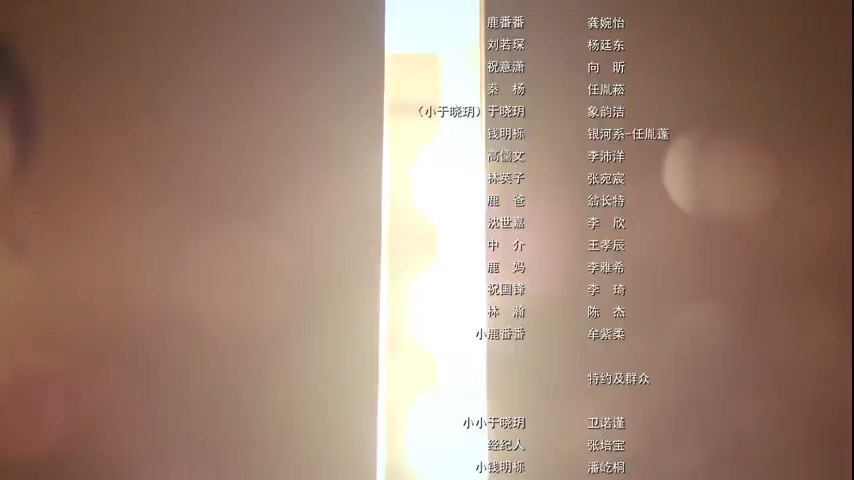 鹿番番 龚婉怡
刘若琛 杨廷东
祝意潇 向 昕
秦 杨 任胤菘
（小于晓玥）于晓玥 象韵洁
钱明栎 银河系-任胤蓬
高儒文 李沛洋
林英子 张宛宸
鹿 爸 翁长特
沈世嘉 李 欣
中 介 王孝辰
鹿 妈 李雅希
祝国锋 李 琦
林 瀚 陈 杰
小鹿番番 牟紫柔
特约及群众
小小于晓玥 卫诺谨
经纪人 张培宝
小钱明栎 潘屹桐